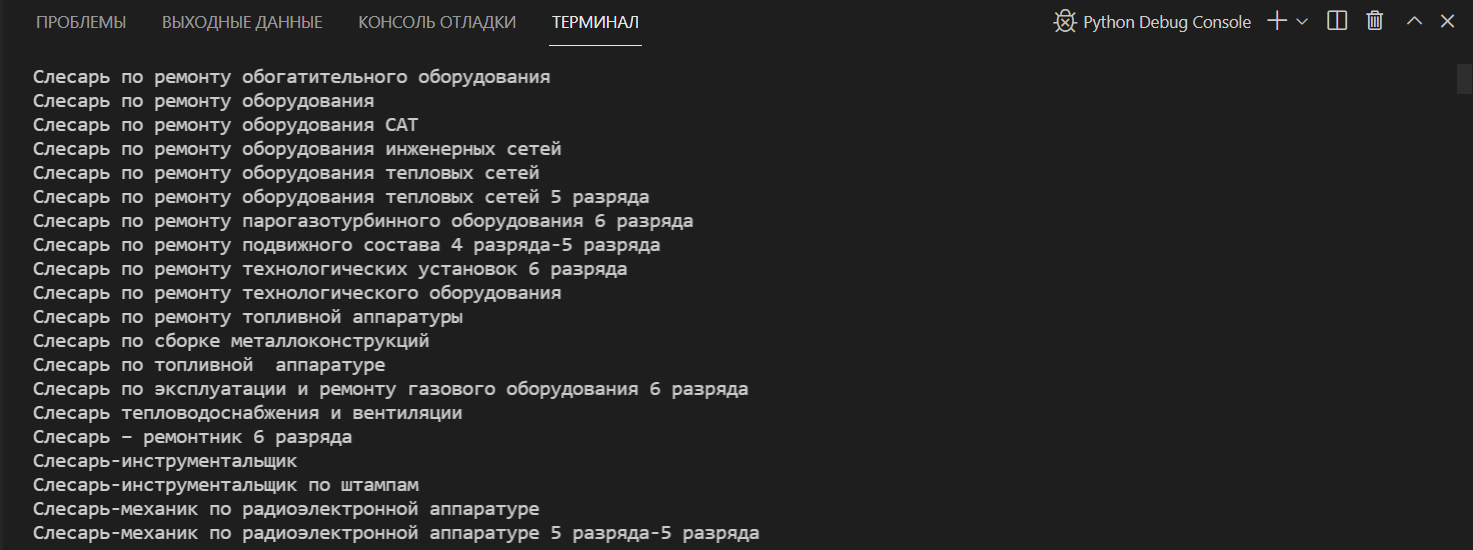 ПРОБЛЕМЫ ВЫХОДНЫЕ ДАННЫЕ КОНСОЛЬ ОТЛАДКИ ТЕРМИНАЛ Python Debug Console
Слесарь по ремонту обогатительного оборудования
Слесарь по ремонту оборудования
Слесарь по ремонту оборудования САТ
Слесарь по ремонту оборудования инженерных сетей
Слесарь по ремонту оборудования тепловых сетей
Слесарь по ремонту оборудования тепловых сетей 5 разряда
Слесарь по ремонту парогазотурбинного оборудования 6 разряда
Слесарь по ремонту подвижного состава 4 разряда-5 разряда
Слесарь по ремонту технологических установок 6 разряда
Слесарь по ремонту технологического оборудования
Слесарь по ремонту топливной аппаратуры
Слесарь по сборке металлоконструкций
Слесарь по топливной  аппаратуре
Слесарь по эксплуатации и ремонту газового оборудования 6 разряда
Слесарь тепловодоснабжения и вентиляции
Слесарь – ремонтник 6 разряда
Слесарь-инструментальщик
Слесарь-инструментальщик по штампам
Слесарь-механик по радиоэлектронной аппаратуре
Слесарь-механик по радиоэлектронной аппаратуре 5 разряда-5 разряда